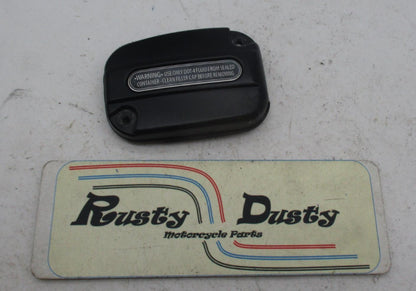 -WARNING- USE ONLY DOT 4 FLUID FROM SEALED
CONTAINER - CLEAN FILLER CAP BEFORE REMOVING
Rusty Dusty
Motorcycle Parts